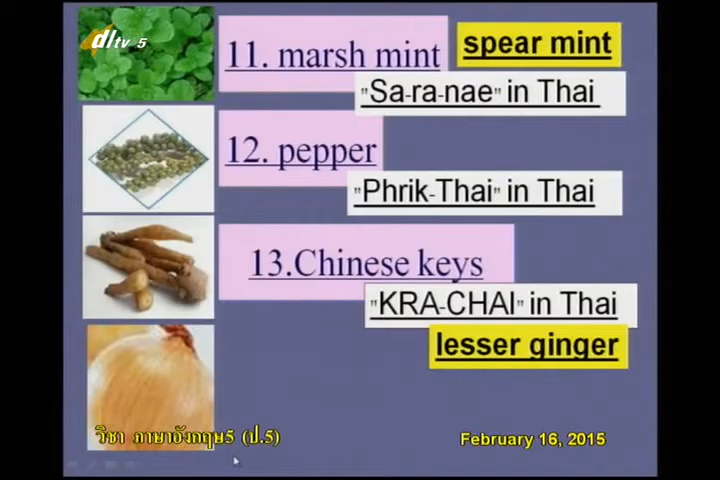 dltv 5
11. marsh mint
spear mint
"Sa-ra-nae" in Thai
12. pepper
"Phrik-Thai" in Thai
13.Chinese keys
"KRA-CHAI" in Thai
lesser ginger
วิชา ภาษาอังกฤษ5 (ป.5)
February 16, 2015